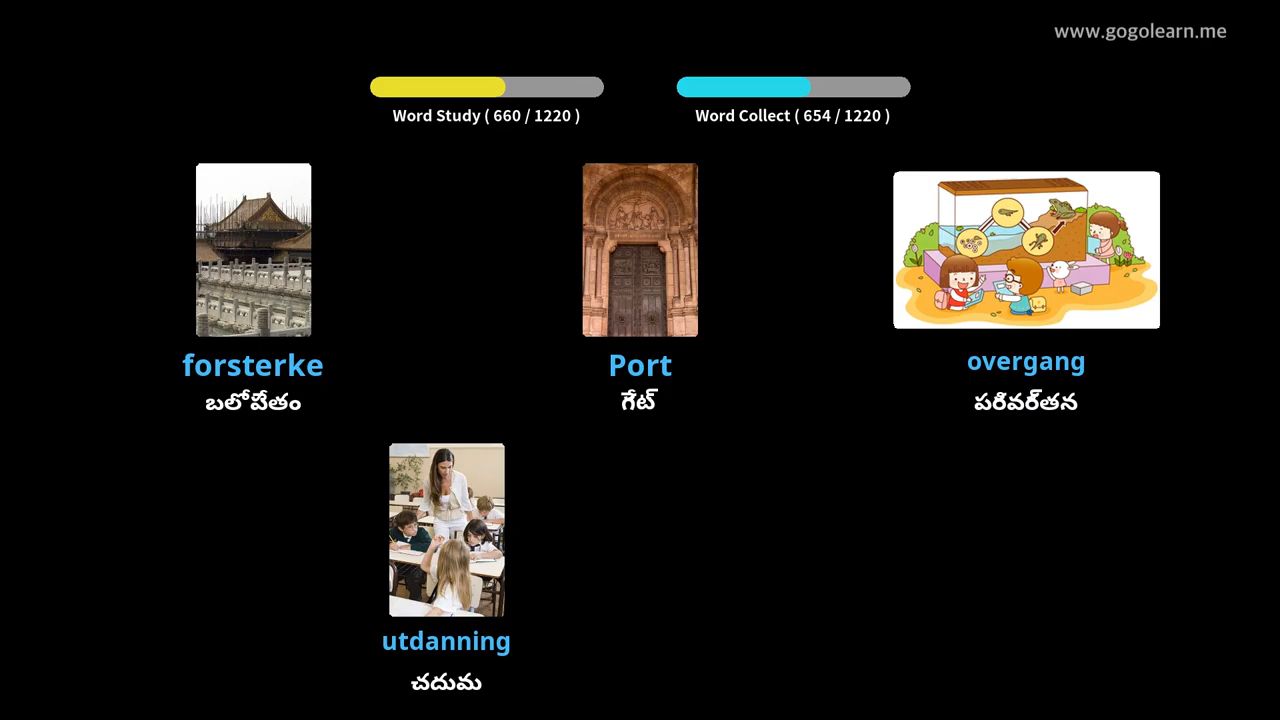 www.gogolearn.me
Word Study ( 660 / 1220 )
Word Collect ( 654 / 1220 )
forsterke
Port
overgang
బలోపేతం
గేట్
పరివర్తన
utdanning
చదువు